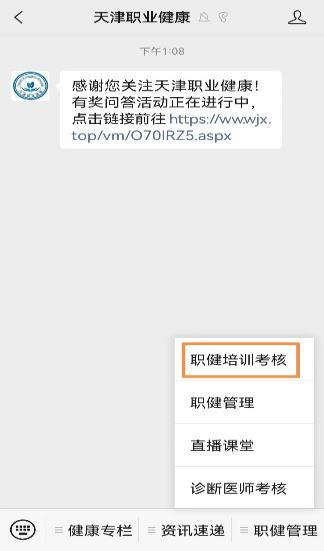 天津职业健康
下午1:08
感谢您关注天津职业健康！
有奖问答活动正在进行中，
点击链接前往 https://ww.wjx.
top/vm/O70IRZ5.aspx
职健培训考核
职健管理
直播课堂
诊断医师考核
健康专栏
资讯速递
职健管理